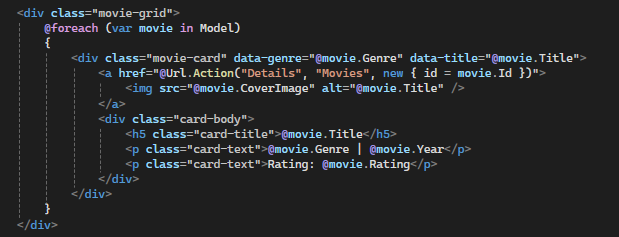 <div class="movie-grid">
    @foreach (var movie in Model)
    {
        <div class="movie-card" data-genre="@movie.Genre" data-title="@movie.Title">
            <a href="@Url.Action("Details", "Movies", new { id = movie.Id })">
                <img src="@movie.CoverImage" alt="@movie.Title" />
            </a>
            <div class="card-body">
                <h5 class="card-title">@movie.Title</h5>
                <p class="card-text">@movie.Genre | @movie.Year</p>
                <p class="card-text">Rating: @movie.Rating</p>
            </div>
        </div>
    }
</div>